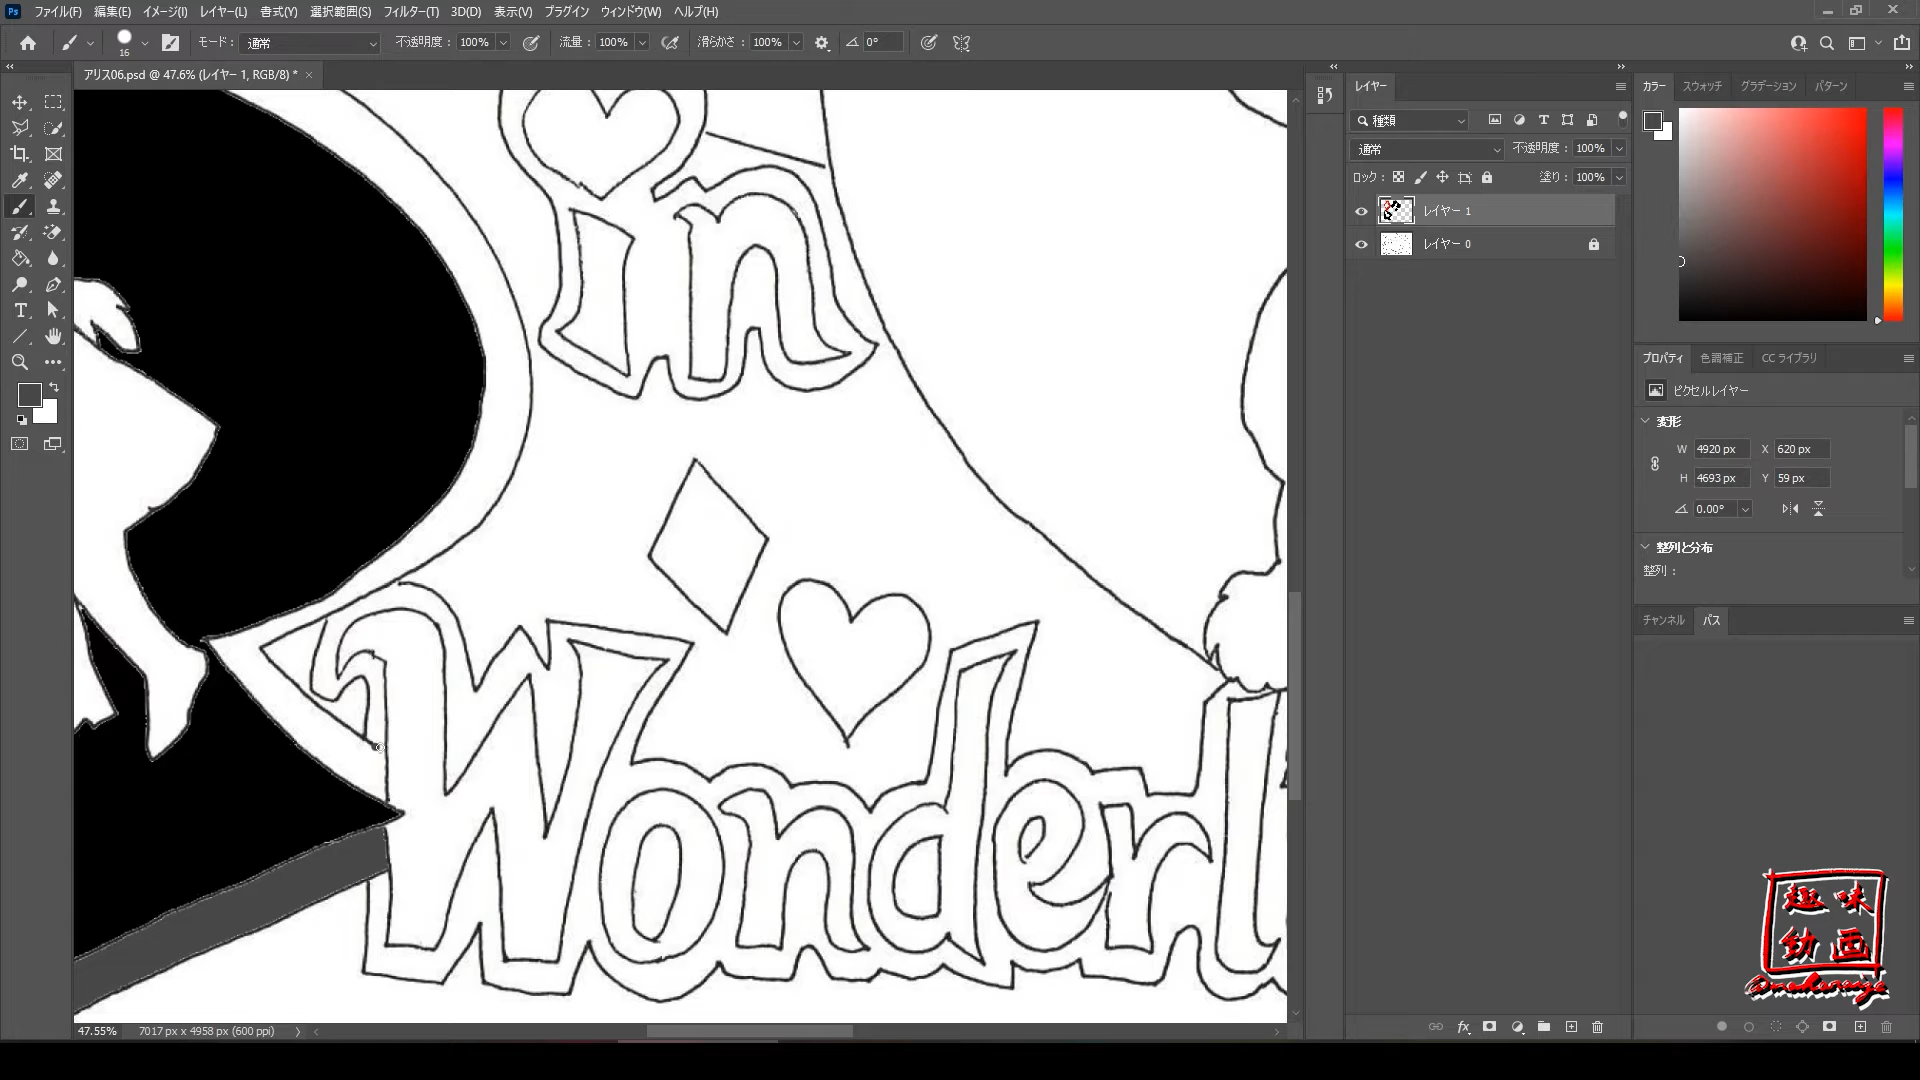 Ps ファイル(F) 編集(E) イメージ(I) レイヤー(L) 書式(Y) 選択範囲(S) フィルター(T) 3D(D) 表示(V) プラグイン ウィンドウ(W) ヘルプ(H)
16 モード: 通常 不透明度: 100% 流量: 100% 滑らかさ: 100% 0°
アリス06.psd @ 47.6% (レイヤー 1, RGB/8) * ×
in
Wonderl
47.55% 7017 px x 4958 px (600 ppi)
レイヤー
種類
通常 不透明度: 100%
ロック: 塗り: 100%
レイヤー 1
レイヤー 0
カラー スウォッチ グラデーション パターン
プロパティ 色調補正 CC ライブラリ
ピクセルレイヤー
変形
W 4920 px X 620 px
H 4693 px Y 59 px
0.00°
整列と分布
整列:
チャンネル パス
fx
趣味
動画